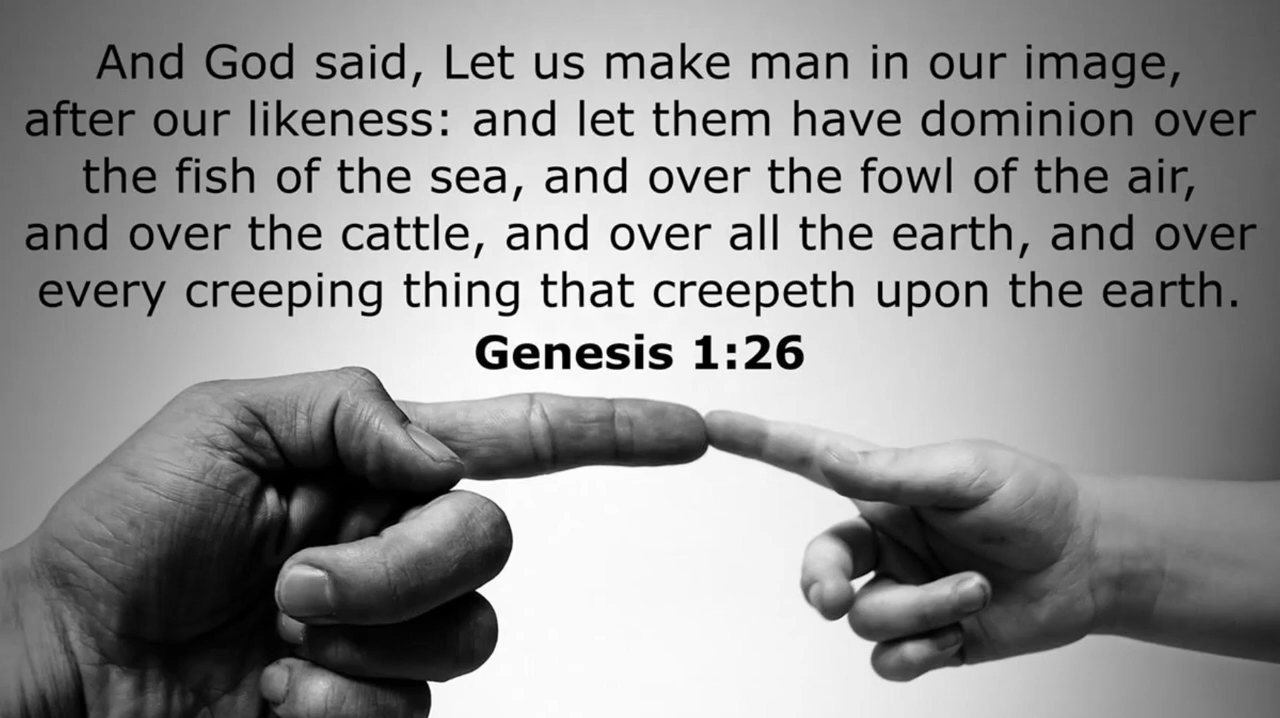 And God said, Let us make man in our image,
after our likeness: and let them have dominion over
the fish of the sea, and over the fowl of the air,
and over the cattle, and over all the earth, and over
every creeping thing that creepeth upon the earth.
Genesis 1:26